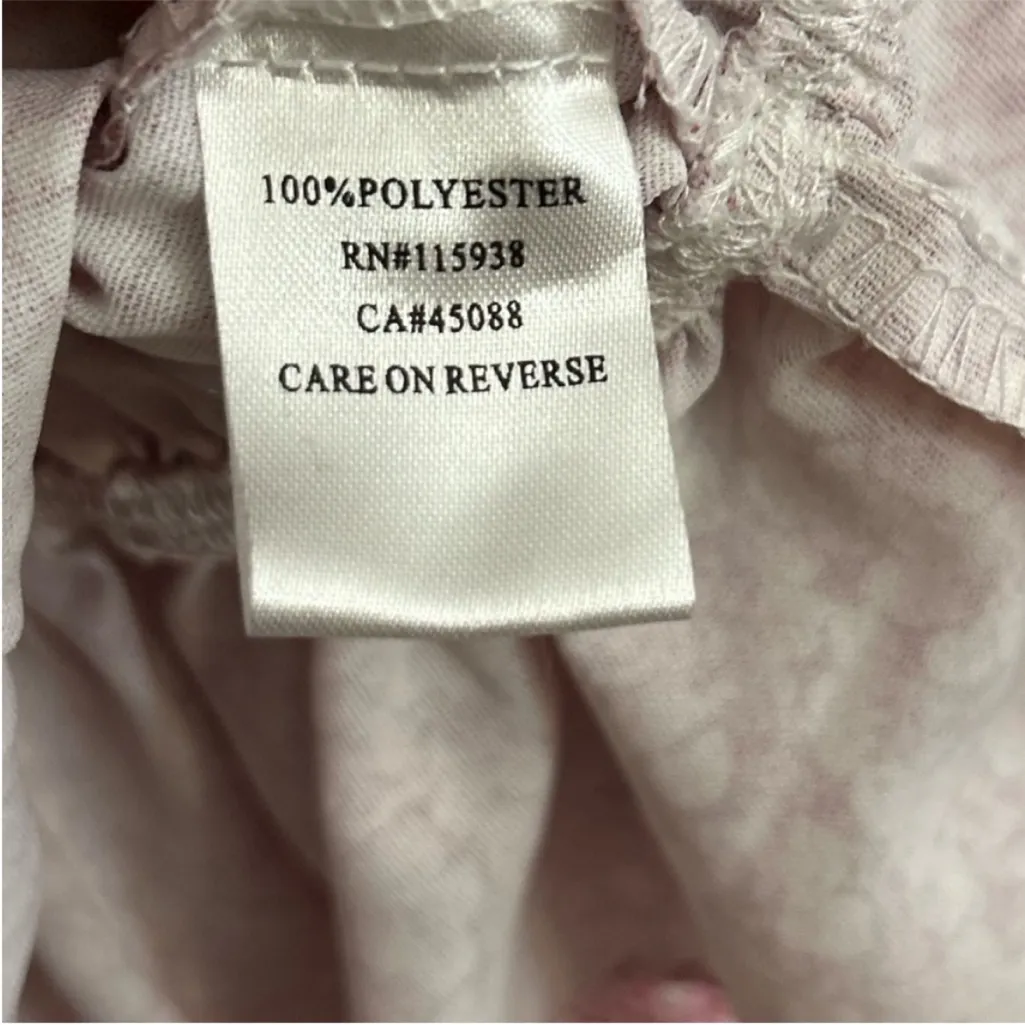 100%POLYESTER
RN#115938
CA#45088
CARE ON REVERSE